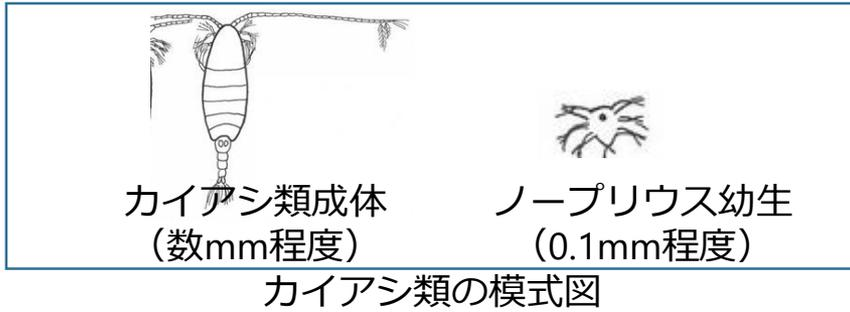 カイアシ類成体
（数mm程度）
ノープリウス幼生
（0.1mm程度）
カイアシ類の模式図